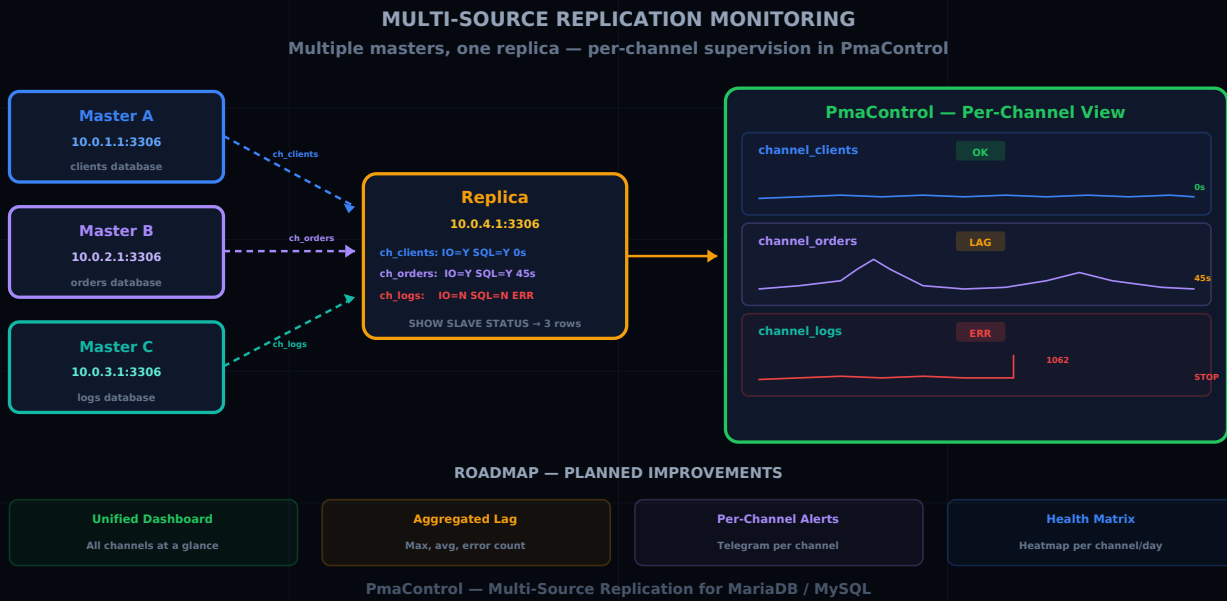 MULTI-SOURCE REPLICATION MONITORING
Multiple masters, one replica — per-channel supervision in PmaControl
Master A
10.0.1.1:3306
clients database
Master B
10.0.2.1:3306
orders database
Master C
10.0.3.1:3306
logs database
ch_clients
ch_orders
ch_logs
Replica
10.0.4.1:3306
ch_clients: IO=Y SQL=Y 0s
ch_orders: IO=Y SQL=Y 45s
ch_logs: IO=N SQL=N ERR
SHOW SLAVE STATUS → 3 rows
PmaControl — Per-Channel View
channel_clients
OK
0s
channel_orders
LAG
45s
channel_logs
ERR
1062
STOP
ROADMAP — PLANNED IMPROVEMENTS
Unified Dashboard
All channels at a glance
Aggregated Lag
Max, avg, error count
Per-Channel Alerts
Telegram per channel
Health Matrix
Heatmap per channel/day
PmaControl — Multi-Source Replication for MariaDB / MySQL